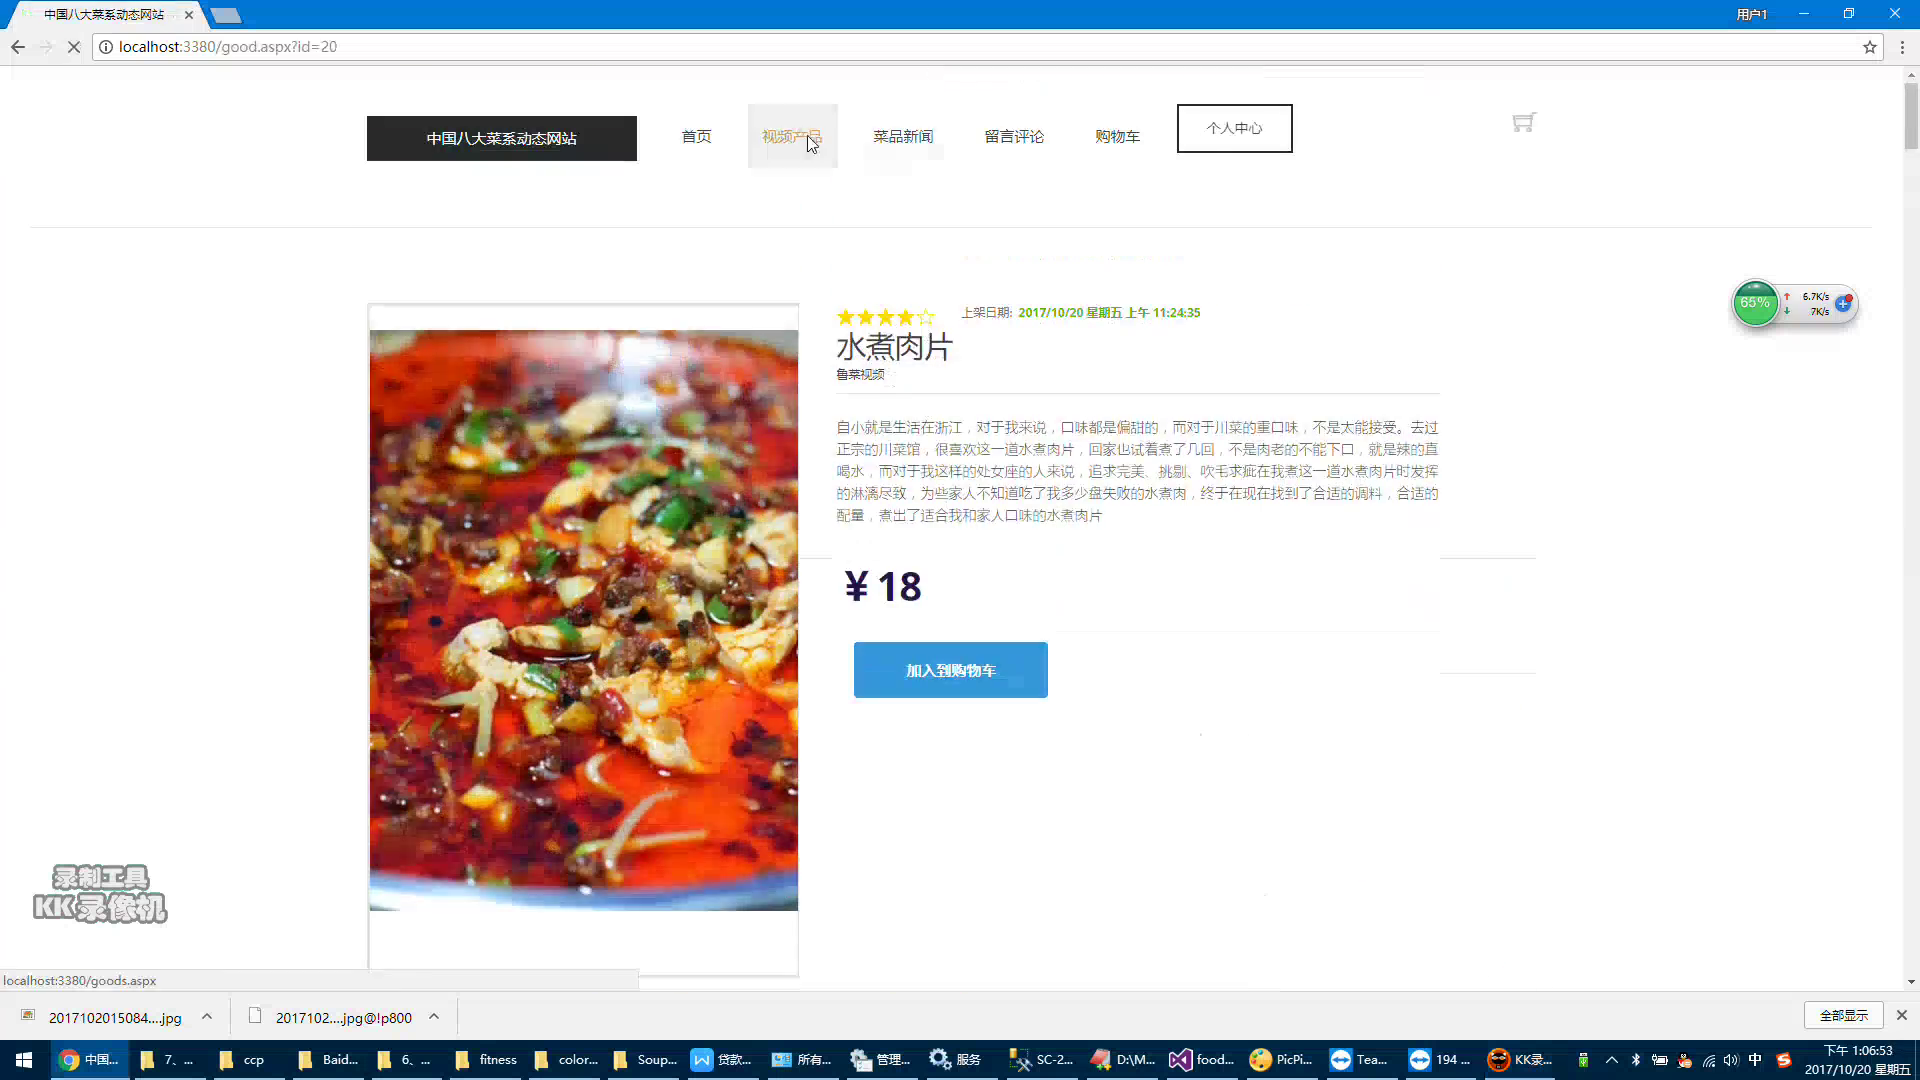 中国八大菜系动态网站
用户1
localhost:3380/good.aspx?id=20
中国八大菜系动态网站
首页
视频产品
菜品新闻
留言评论
购物车
个人中心
上架日期: 2017/10/20 星期五 上午 11:24:35
水煮肉片
鲁菜视频
自小就是生活在浙江，对于我来说，口味都是偏甜的，而对于川菜的重口味，不是太能接受。去过
正宗的川菜馆，很喜欢这一道水煮肉片，回家也试着煮了几回，不是肉老的不能下口，就是辣的直
喝水，而对于我这样的处女座的人来说，追求完美、挑剔、吹毛求疵在我煮这一道水煮肉片时发挥
的淋漓尽致，为些家人不知道吃了我多少盘失败的水煮肉，终于在现在找到了合适的调料，合适的
配量，煮出了适合我和家人口味的水煮肉片
¥ 18
加入到购物车
65%
6.7K/s
7K/s
录制工具
KK录像机
localhost:3380/goods.aspx
2017102015084....jpg
2017102....jpg@!p800
全部显示
中国...
7、...
ccp
Baid...
6、...
fitness
color...
Soup...
贷款...
所有...
管理...
服务
SC-2...
D:\M...
food...
PicPi...
Tea...
194 ...
KK录...
中
下午 1:06:53
2017/10/20 星期五